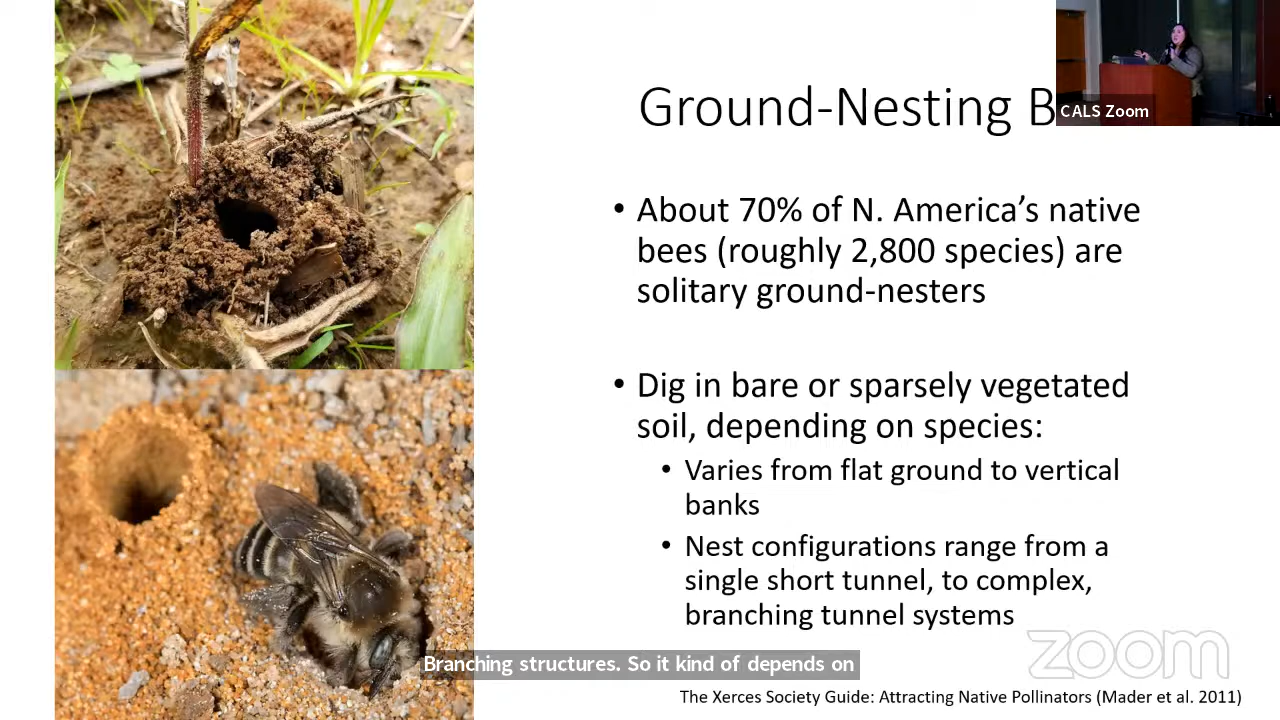 Ground-Nesting B
CALS Zoom
• About 70% of N. America’s native
bees (roughly 2,800 species) are
solitary ground-nesters
• Dig in bare or sparsely vegetated
soil, depending on species:
• Varies from flat ground to vertical
banks
• Nest configurations range from a
single short tunnel, to complex,
branching tunnel systems
zoom
Branching structures. So it kind of depends on
The Xerces Society Guide: Attracting Native Pollinators (Mader et al. 2011)